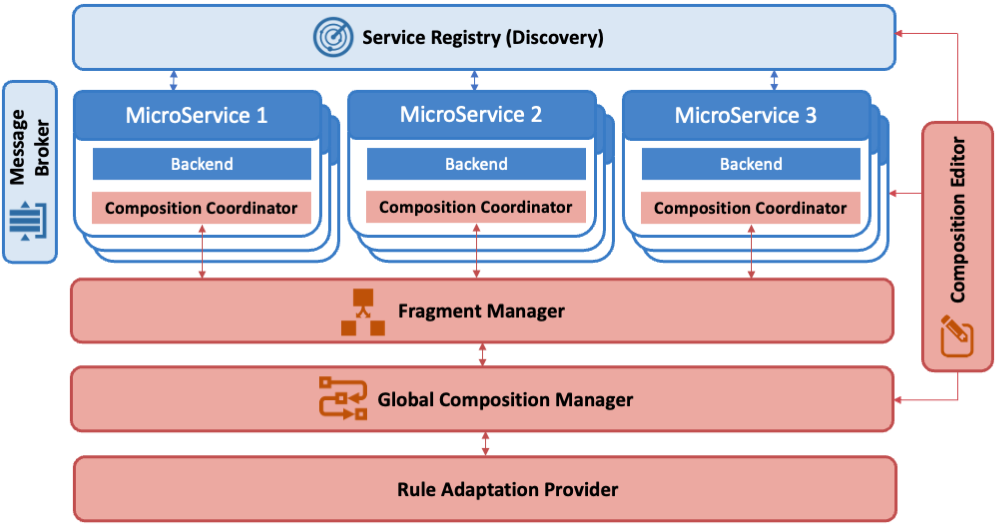 Service Registry (Discovery)
Message
Broker
MicroService 1
MicroService 2
MicroService 3
Backend
Backend
Backend
Composition Coordinator
Composition Coordinator
Composition Coordinator
Composition Editor
Fragment Manager
Global Composition Manager
Rule Adaptation Provider